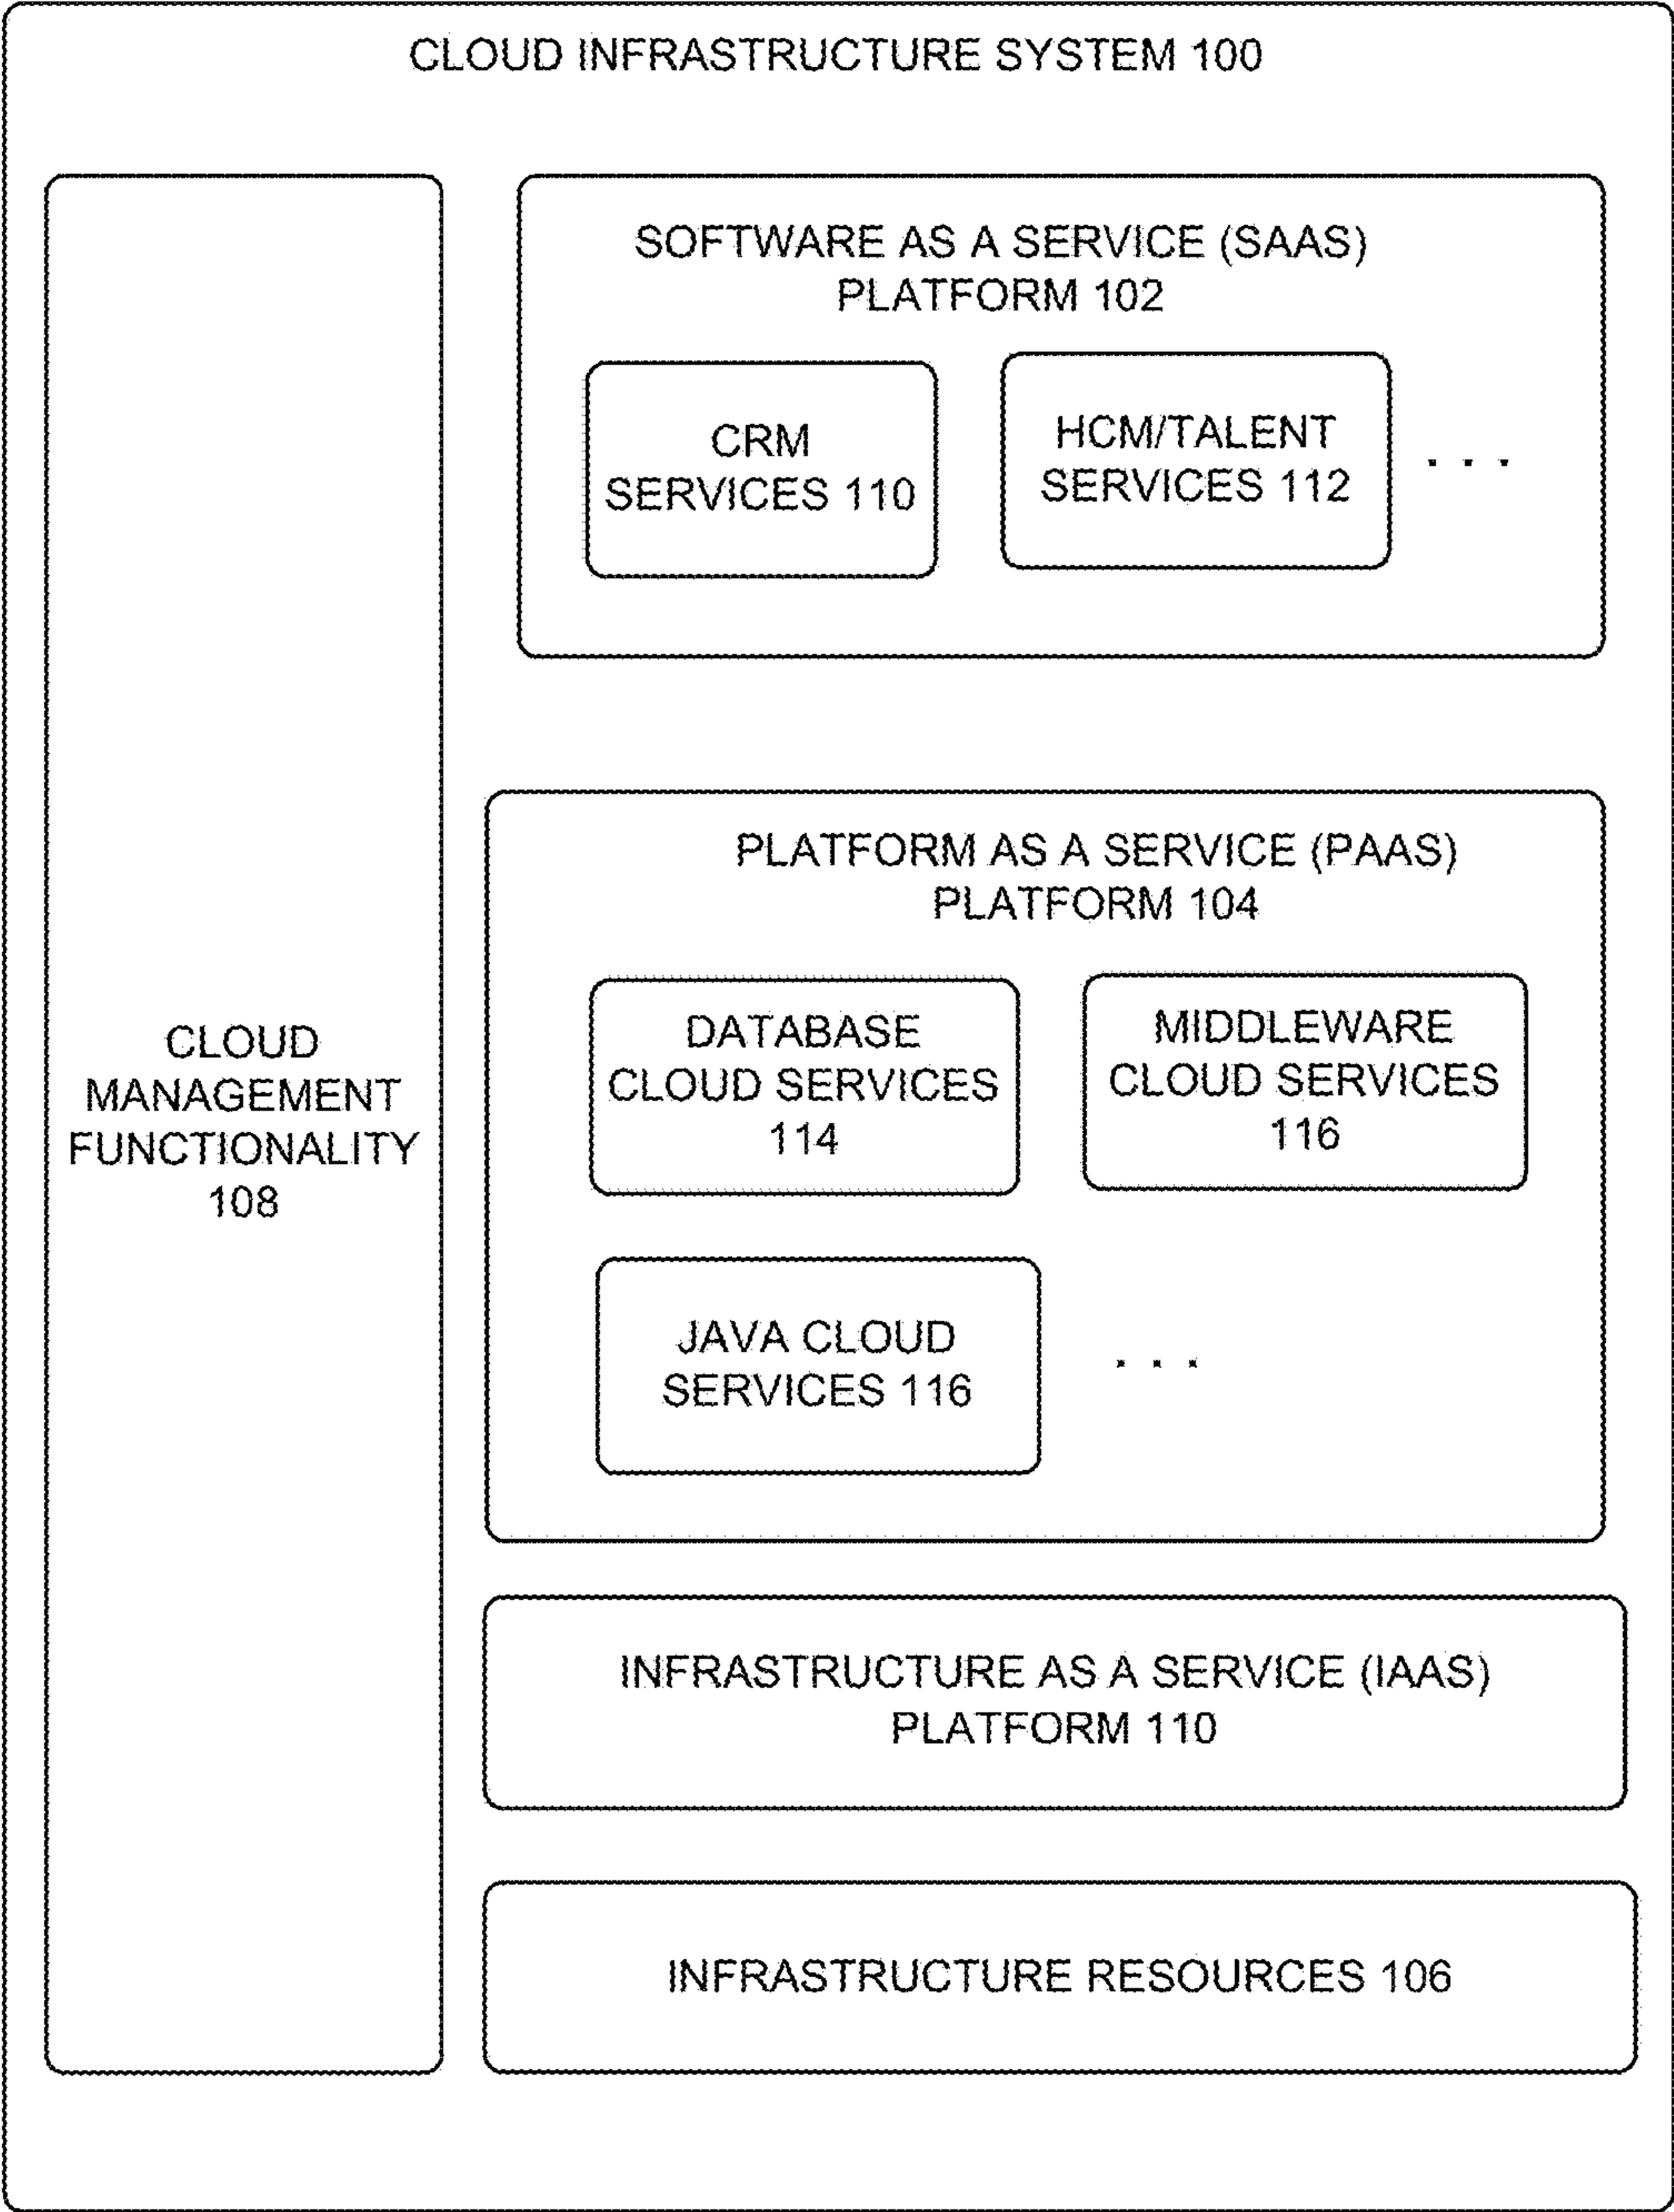 CLOUD INFRASTRUCTURE SYSTEM 100
SOFTWARE AS A SERVICE (SAAS)
PLATFORM 102
CRM
SERVICES 110
HCM/TALENT
SERVICES 112
. . .
CLOUD
MANAGEMENT
FUNCTIONALITY
108
PLATFORM AS A SERVICE (PAAS)
PLATFORM 104
DATABASE
CLOUD SERVICES
114
MIDDLEWARE
CLOUD SERVICES
116
JAVA CLOUD
SERVICES 116
. . .
INFRASTRUCTURE AS A SERVICE (IAAS)
PLATFORM 110
INFRASTRUCTURE RESOURCES 106